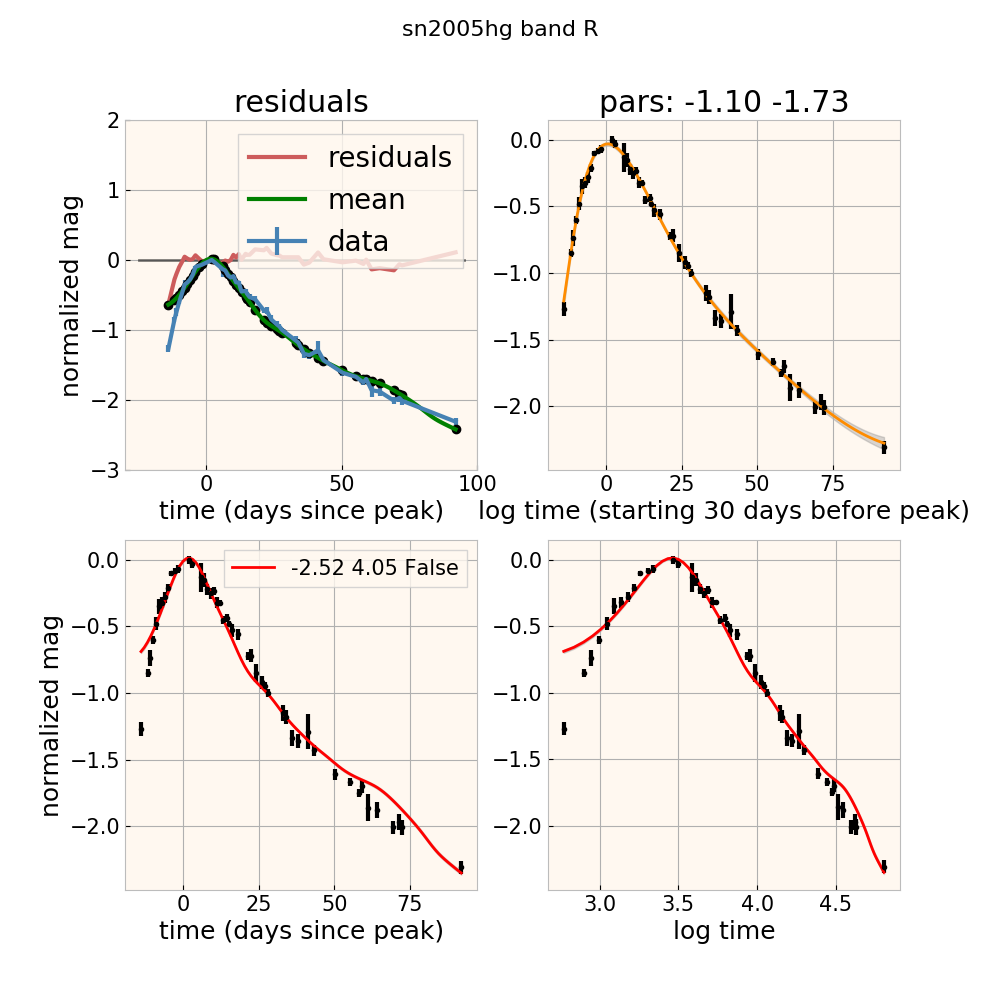 sn2005hg band R
residuals
pars: -1.10 -1.73
2
1
0
−1
−2
−3
normalized mag
residuals
mean
data
0
50
100
time (days since peak)
0.0
−0.5
−1.0
−1.5
−2.0
0
25
50
75
log time (starting 30 days before peak)
0.0
−0.5
−1.0
−1.5
−2.0
normalized mag
-2.52 4.05 False
0
25
50
75
time (days since peak)
0.0
−0.5
−1.0
−1.5
−2.0
3.0
3.5
4.0
4.5
log time